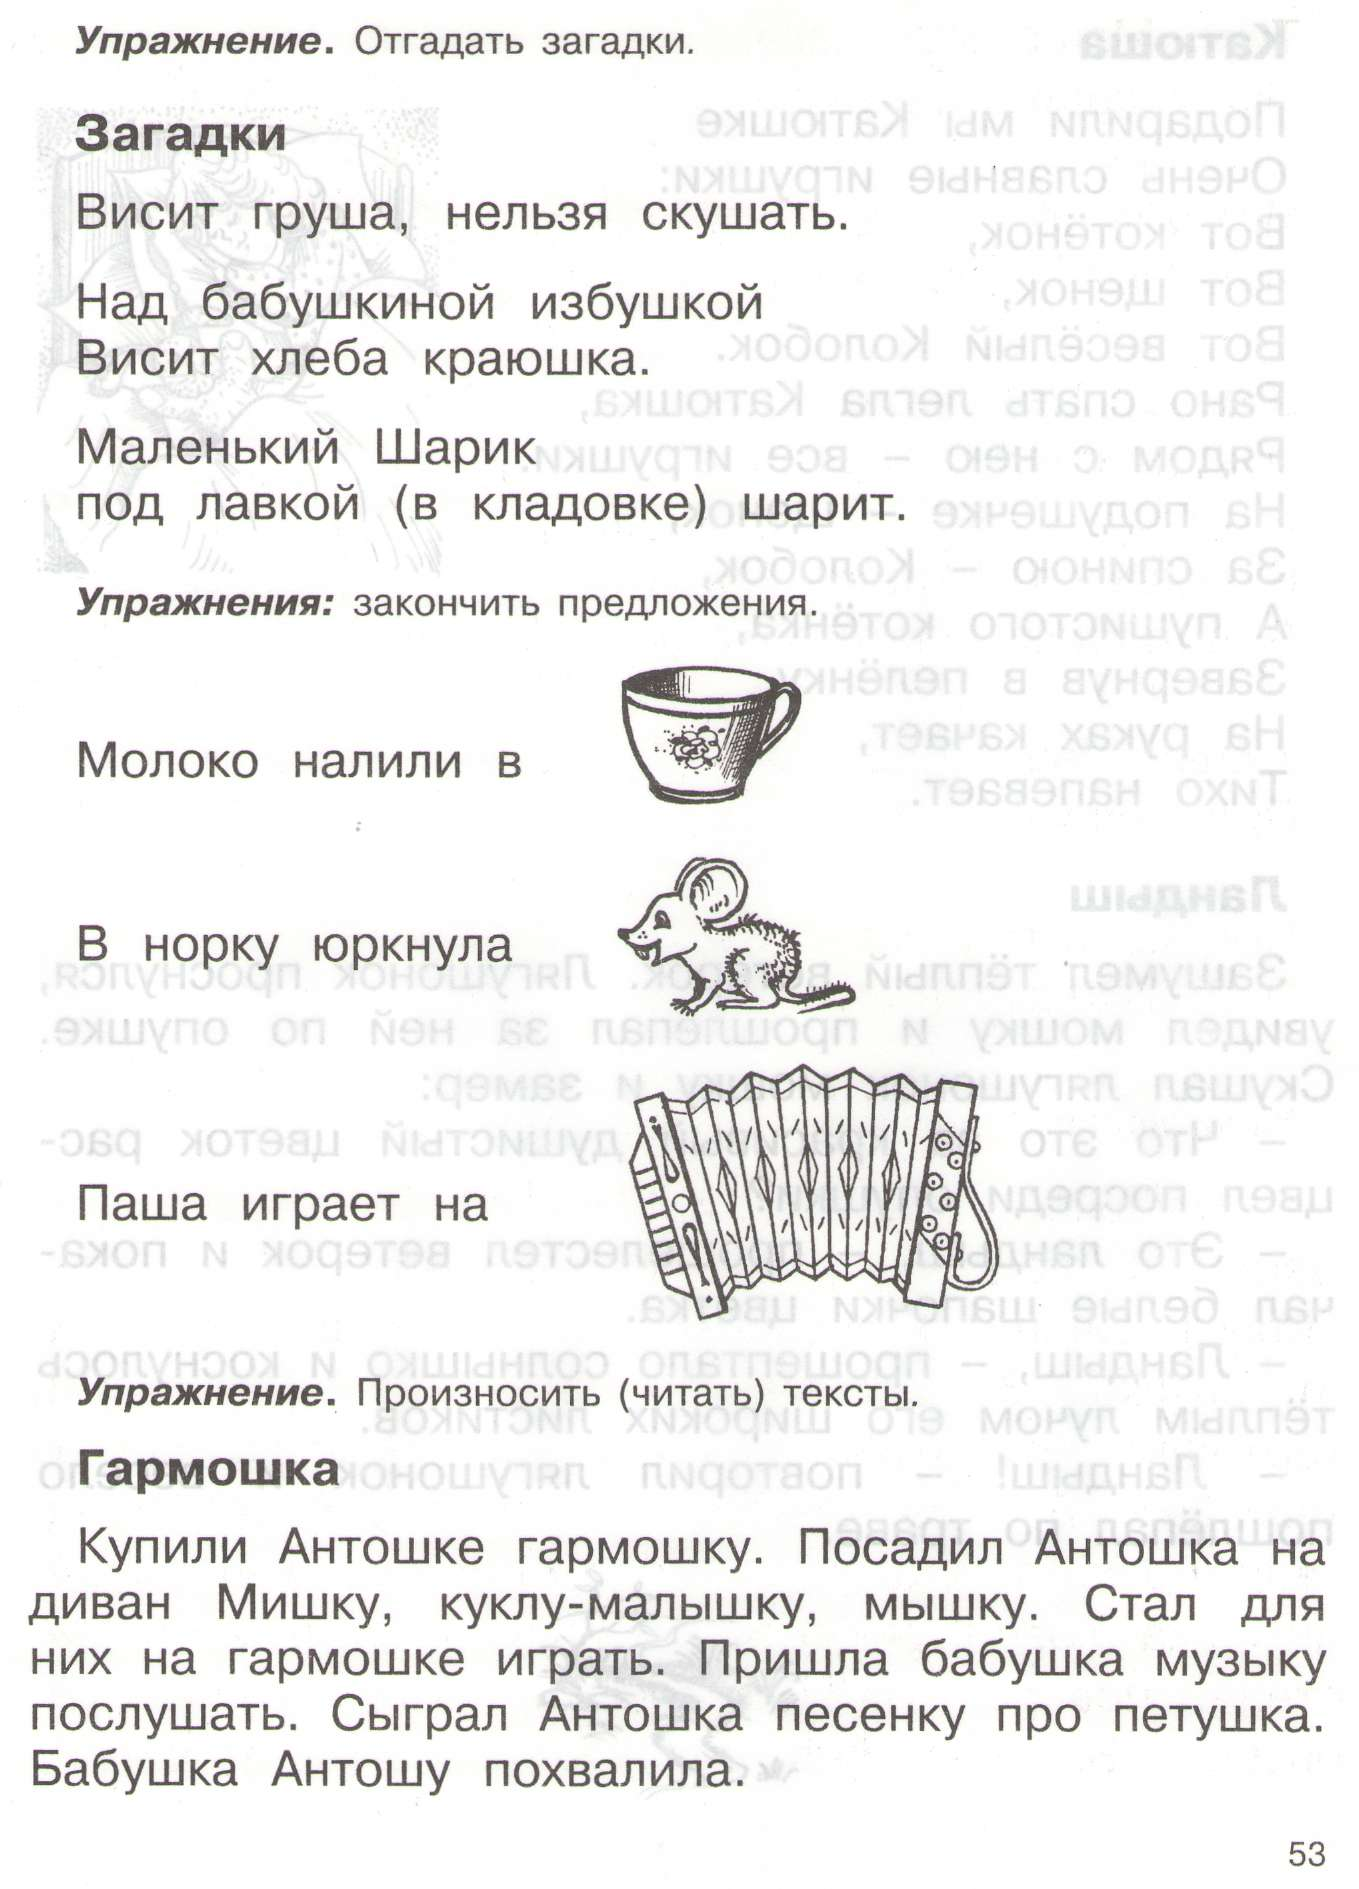 Упражнение. Отгадать загадки.
Загадки
Висит груша, нельзя скушать.
Над бабушкиной избушкой
Висит хлеба краюшка.
Маленький Шарик
под лавкой (в кладовке) шарит.
Упражнения: закончить предложения.
Молоко налили в
В норку юркнула
Паша играет на
Упражнение. Произносить (читать) тексты.
Гармошка
Купили Антошке гармошку. Посадил Антошка на
диван Мишку, куклу-малышку, мышку. Стал для
них на гармошке играть. Пришла бабушка музыку
послушать. Сыграл Антошка песенку про петушка.
Бабушка Антошу похвалила.
53